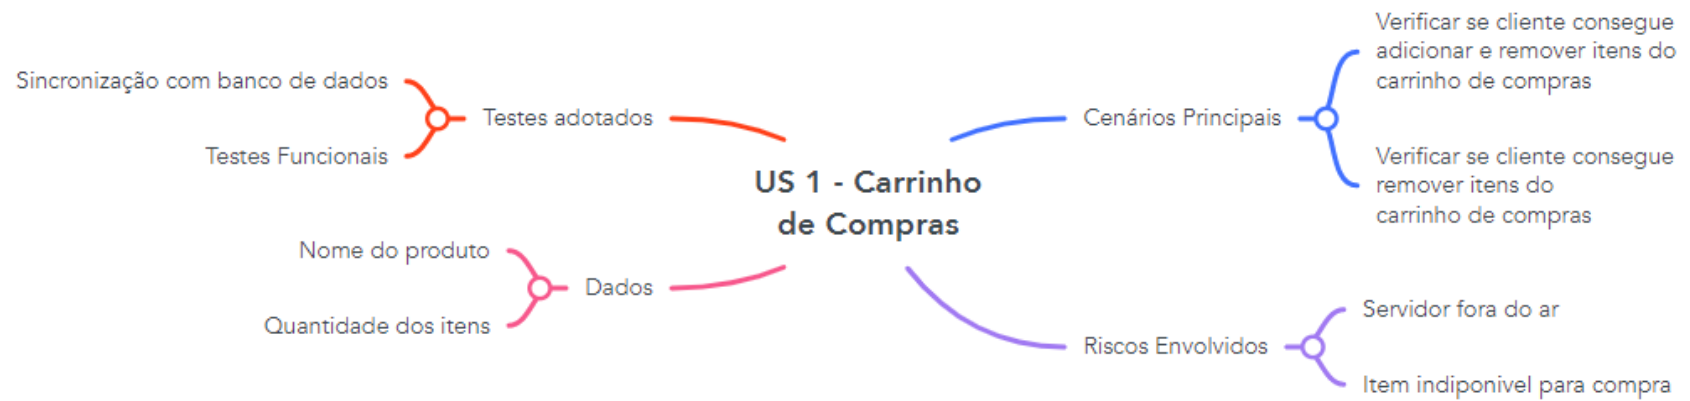 US 1 - Carrinho
de Compras
Testes adotados
Sincronização com banco de dados
Testes Funcionais
Dados
Nome do produto
Quantidade dos itens
Cenários Principais
Verificar se cliente consegue
adicionar e remover itens do
carrinho de compras
Verificar se cliente consegue
remover itens do
carrinho de compras
Riscos Envolvidos
Servidor fora do ar
Item indiponivel para compra